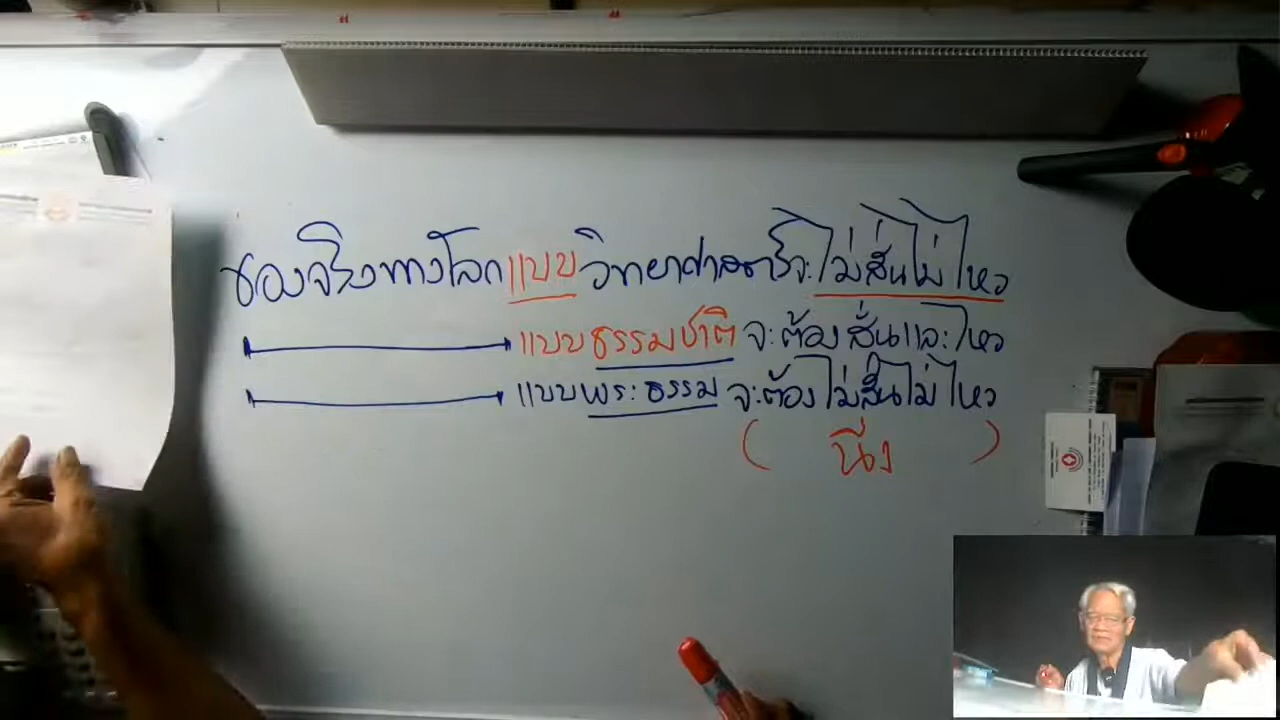 ของจริงทางโลกแบบวิทยาศาสตร์จะไม่สั่นไม่ไหว
แบบธรรมชาติ จะต้องสั่นและไหว
แบบพระธรรม จะต้องไม่สั่นไม่ไหว
( นิ่ง )